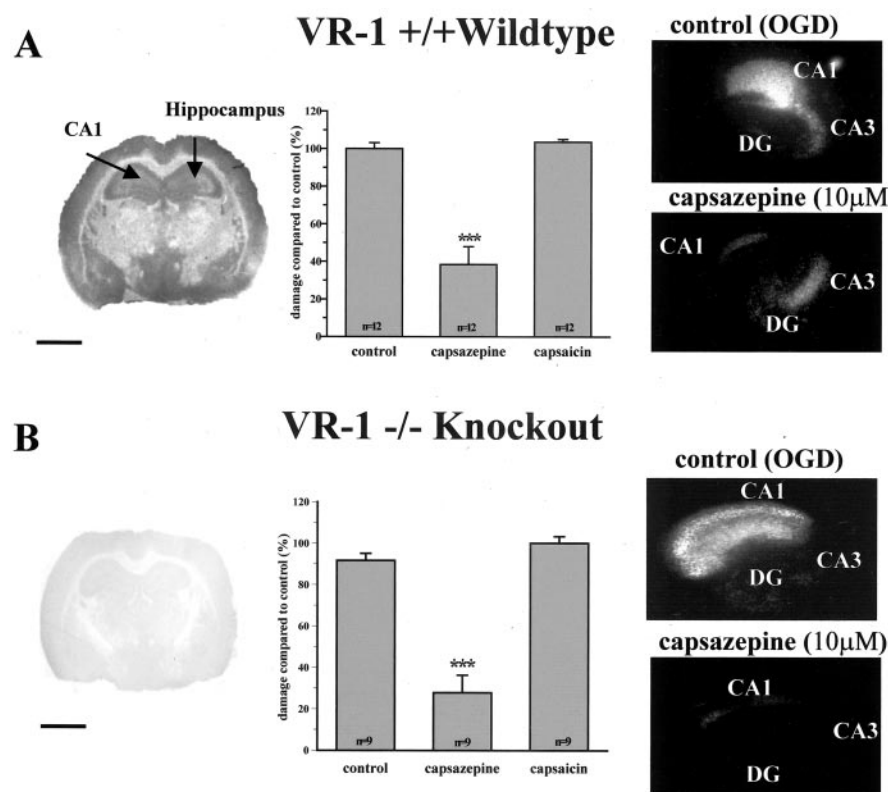 A
VR-1 +/+Wildtype
CA1
Hippocampus
damage compared to control (%)
120
100
80
60
40
20
0
***
n=12
n=12
n=12
control
capsazepine
capsaicin
control (OGD)
CA1
CA3
DG
capsazepine (10μM
CA1
CA3
DG
B
VR-1 -/- Knockout
damage compared to control (%)
120
100
80
60
40
20
0
***
n=9
n=9
n=9
control
capsazepine
capsaicin
control (OGD)
CA1
CA3
DG
capsazepine (10μM)
CA1
CA3
DG